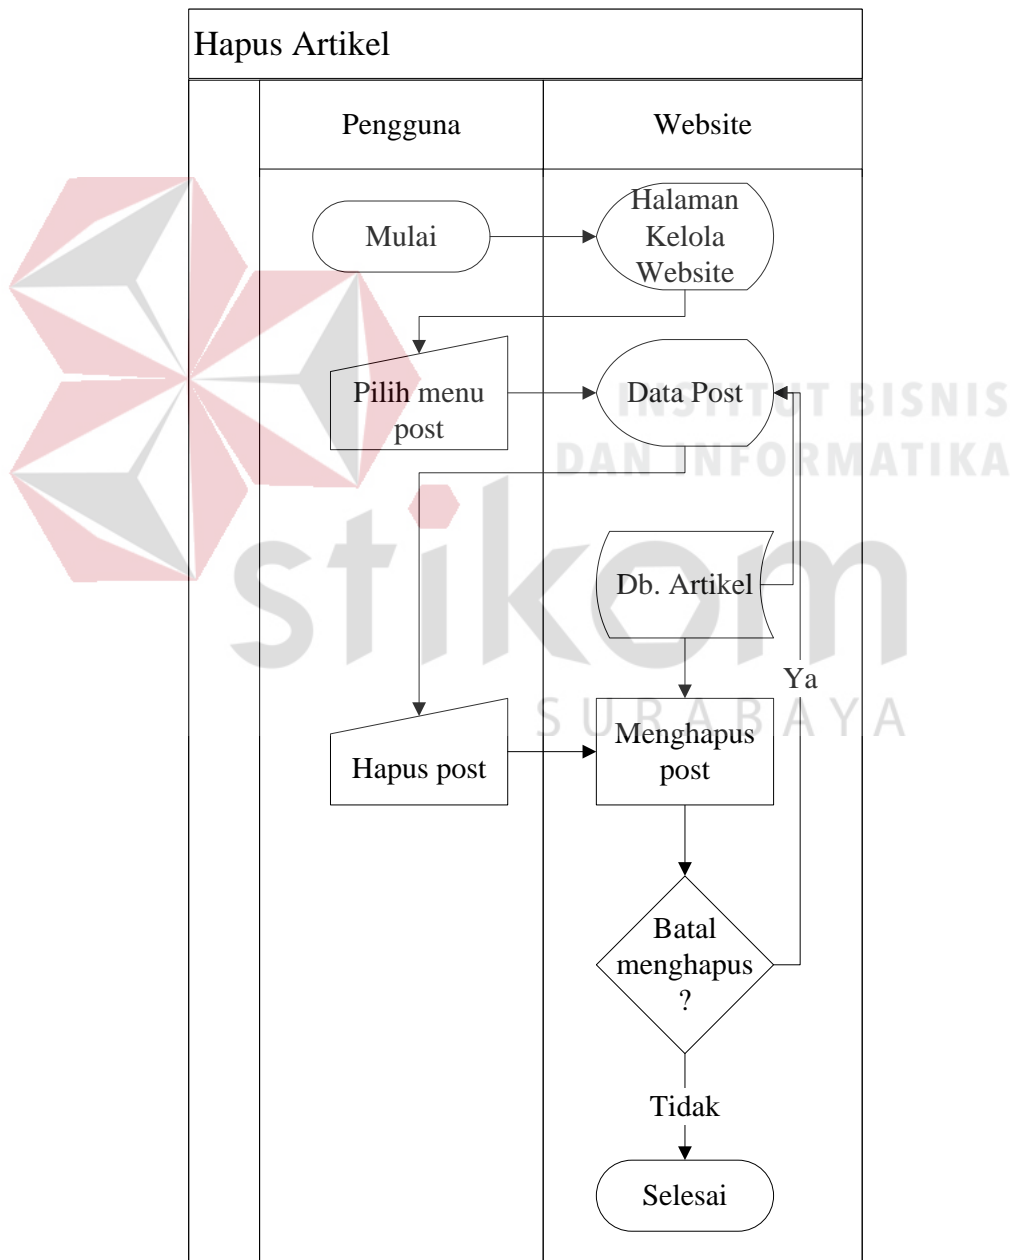 Hapus Artikel
Pengguna
Website
Mulai
Halaman
Kelola
Website
Pilih menu
post
Data Post
INSTITUT BISNIS
DAN INFORMATIKA
stikom
SURABAYA
Db. Artikel
Ya
Hapus post
Menghapus
post
Batal
menghapus
?
Tidak
Selesai